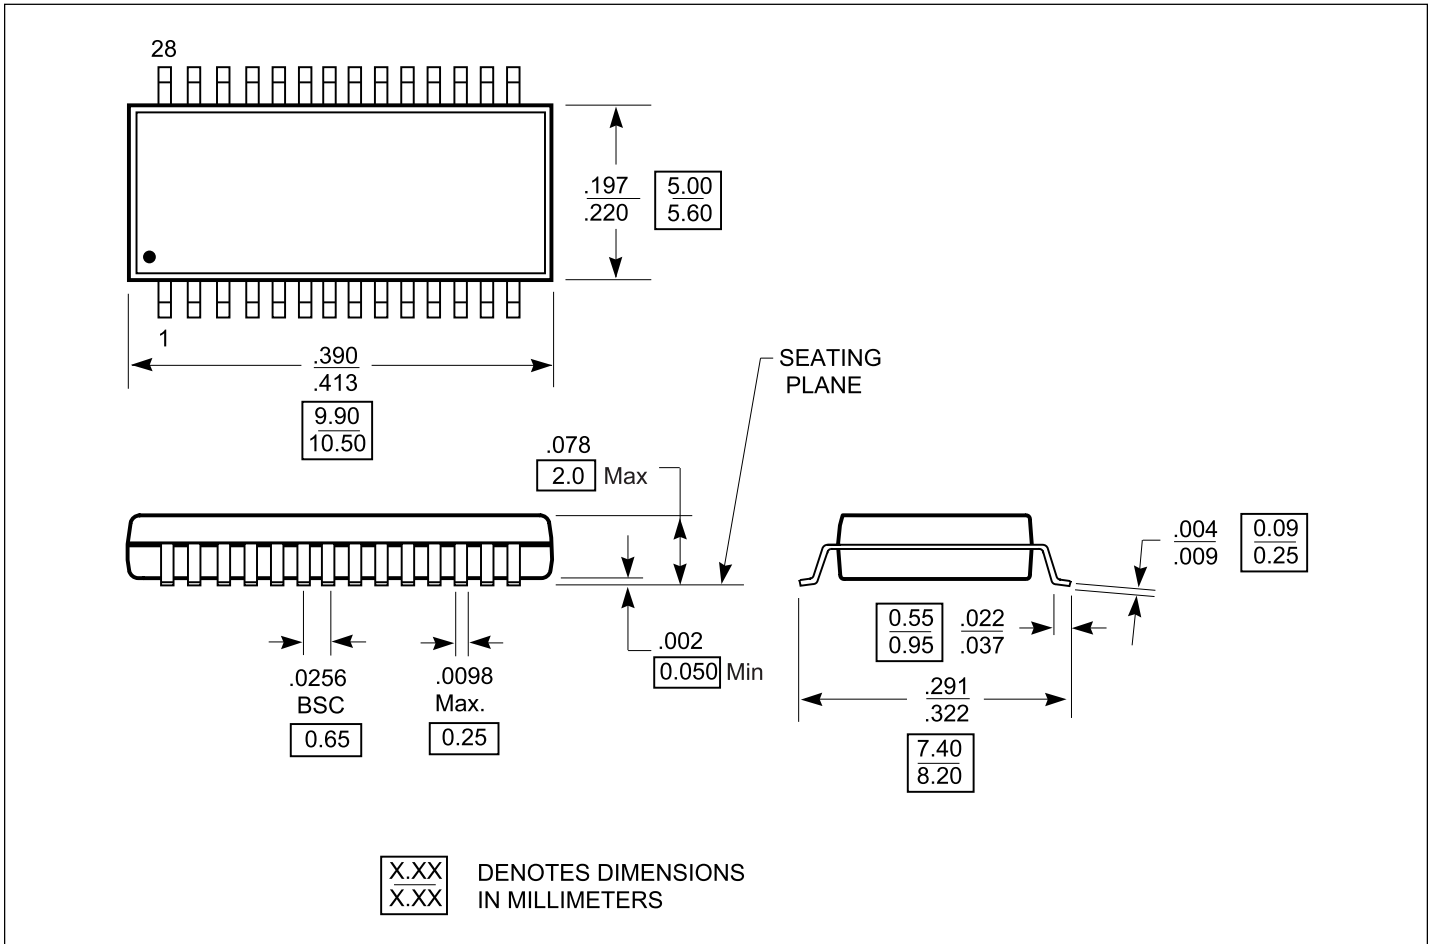 28
.197
.220
5.00
5.60
1
.390
.413
9.90
10.50
SEATING
PLANE
.078
2.0 Max
.004
.009
0.09
0.25
.002
0.050 Min
.0256
BSC
0.65
.0098
Max.
0.25
0.55
0.95
.022
.037
.291
.322
7.40
8.20
X.XX
X.XX
DENOTES DIMENSIONS
IN MILLIMETERS